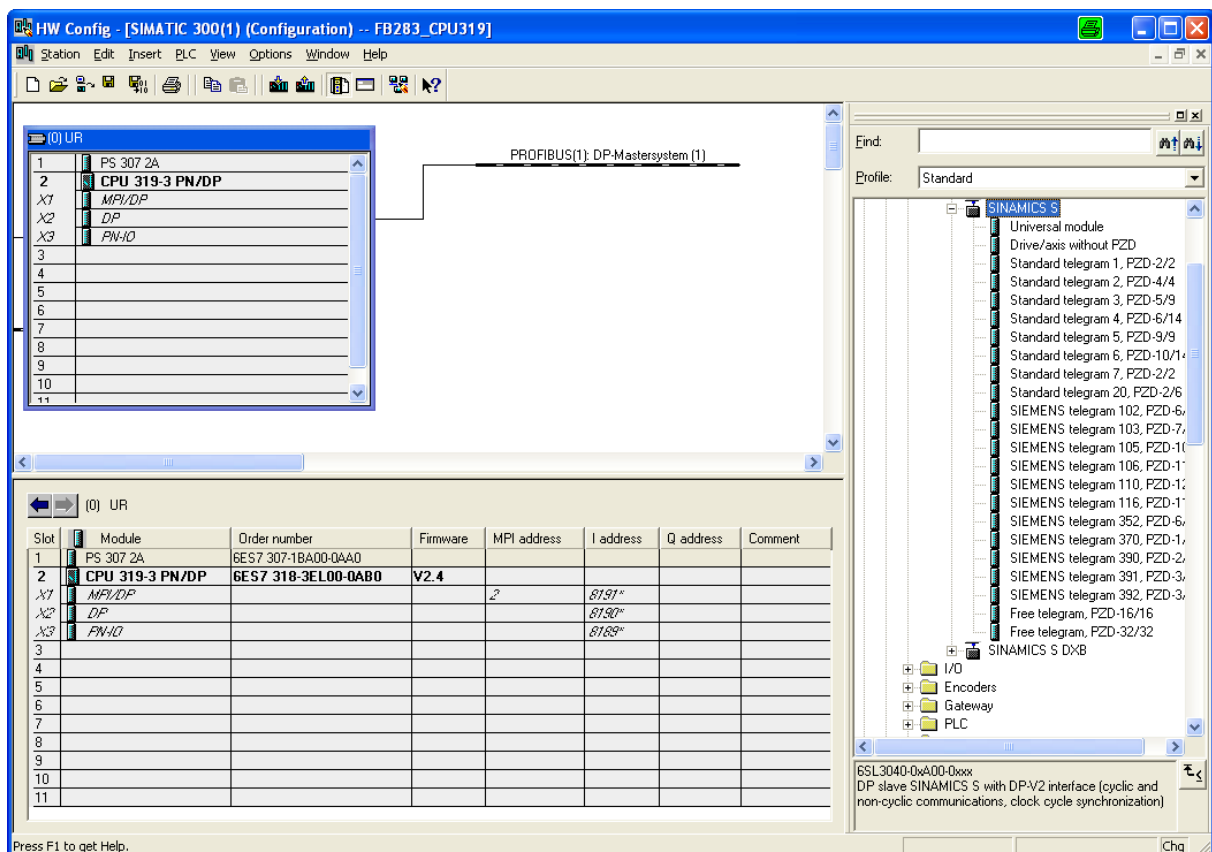 HW Config - [SIMATIC 300(1) (Configuration) -- FB283_CPU319]
Station Edit Insert PLC View Options Window Help
(0) UR
1 PS 307 2A
2 CPU 319-3 PN/DP
X1 MPI/DP
X2 DP
X3 PN-IO
3
4
5
6
7
8
9
10
11
PROFIBUS(1): DP-Mastersystem (1)
Find:
Profile: Standard
SINAMICS S
Universal module
Drive/axis without PZD
Standard telegram 1, PZD-2/2
Standard telegram 2, PZD-4/4
Standard telegram 3, PZD-5/9
Standard telegram 4, PZD-6/14
Standard telegram 5, PZD-9/9
Standard telegram 6, PZD-10/14
Standard telegram 7, PZD-2/2
Standard telegram 20, PZD-2/6
SIEMENS telegram 102, PZD-6/
SIEMENS telegram 103, PZD-7/
SIEMENS telegram 105, PZD-10
SIEMENS telegram 106, PZD-11
SIEMENS telegram 110, PZD-12
SIEMENS telegram 116, PZD-11
SIEMENS telegram 352, PZD-6/
SIEMENS telegram 370, PZD-1/
SIEMENS telegram 390, PZD-2/
SIEMENS telegram 391, PZD-3/
SIEMENS telegram 392, PZD-3/
Free telegram, PZD-16/16
Free telegram, PZD-32/32
SINAMICS S DXB
I/O
Encoders
Gateway
PLC
6SL3040-0xA00-0xxx
DP slave SINAMICS S with DP-V2 interface (cyclic and
non-cyclic communications, clock cycle synchronization)
(0) UR
Slot Module Order number Firmware MPI address I address Q address Comment
1 PS 307 2A 6ES7 307-1BA00-0AA0
2 CPU 319-3 PN/DP 6ES7 318-3EL00-0AB0 V2.4
X1 MPI/DP 2 8191*
X2 DP 8190*
X3 PN-IO 8189*
3
4
5
6
7
8
9
10
11
Press F1 to get Help.
Chg